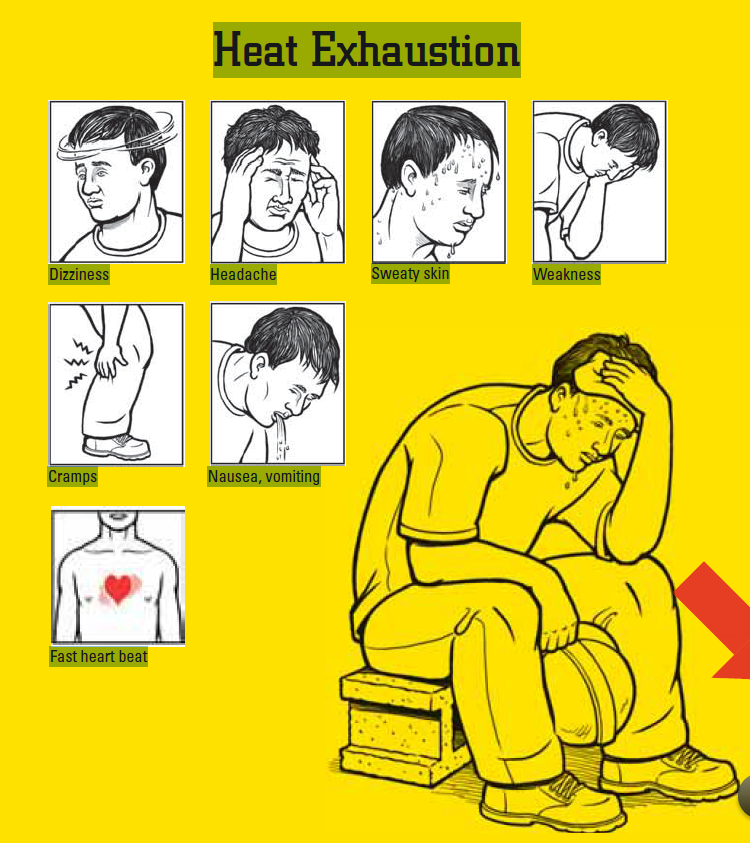 Heat Exhaustion
Dizziness
Headache
Sweaty skin
Weakness
Cramps
Nausea, vomiting
Fast heart beat